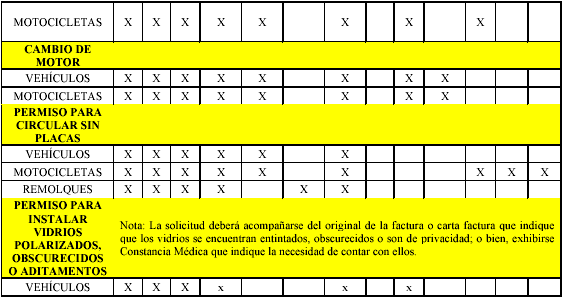 MOTOCICLETAS X X X X X X X X
CAMBIO DE
MOTOR
VEHÍCULOS X X X X X X X X
MOTOCICLETAS X X X X X X X X
PERMISO PARA
CIRCULAR SIN
PLACAS
VEHÍCULOS X X X X X X
MOTOCICLETAS X X X X X X X X X
REMOLQUES X X X X X X
PERMISO PARA
INSTALAR
VIDRIOS
POLARIZADOS,
OBSCURECIDOS
O ADITAMENTOS
Nota: La solicitud deberá acompañarse del original de la factura o carta factura que indique
que los vidrios se encuentran entintados, obscurecidos o son de privacidad; o bien, exhibirse
Constancia Médica que indique la necesidad de contar con ellos.
VEHÍCULOS X X X x x x